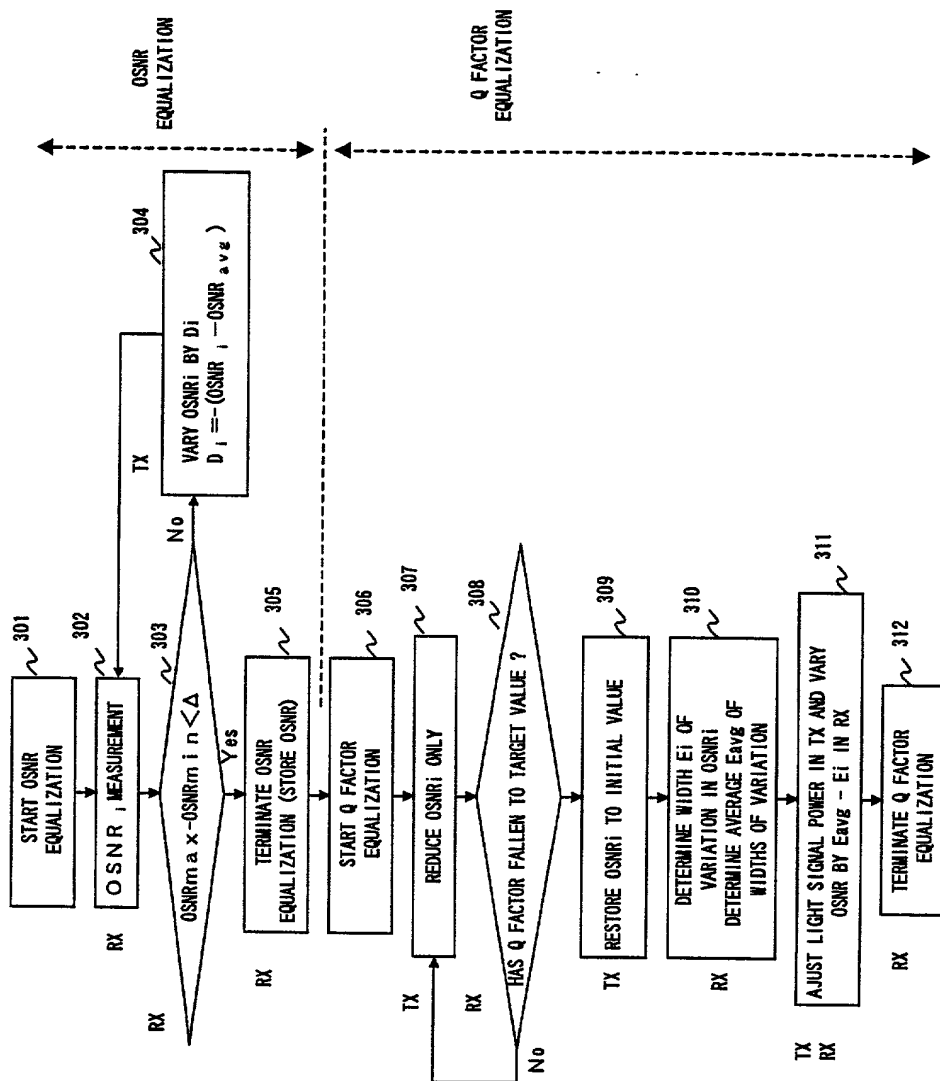 301
START OSNR
EQUALIZATION
302
RX
OSNR i MEASUREMENT
303
RX
OSNRmax-OSNRmin<Δ
No
Yes
304
TX
VARY OSNRi BY Di
D i =-(OSNR i -OSNR avg )
305
RX
TERMINATE OSNR
EQUALIZATION (STORE OSNR)
OSNR
EQUALIZATION
306
START Q FACTOR
EQUALIZATION
307
TX
REDUCE OSNRi ONLY
308
RX
HAS Q FACTOR FALLEN TO TARGET VALUE ?
No
309
TX
RESTORE OSNRi TO INITIAL VALUE
310
RX
DETERMINE WIDTH Ei OF
VARIATION IN OSNRi
DETERMINE AVERAGE Eavg OF
WIDTHS OF VARIATION
311
TX
RX
AJUST LIGHT SIGNAL POWER IN TX AND VARY
OSNR BY Eavg - Ei IN RX
312
RX
TERMINATE Q FACTOR
EQUALIZATION
Q FACTOR
EQUALIZATION